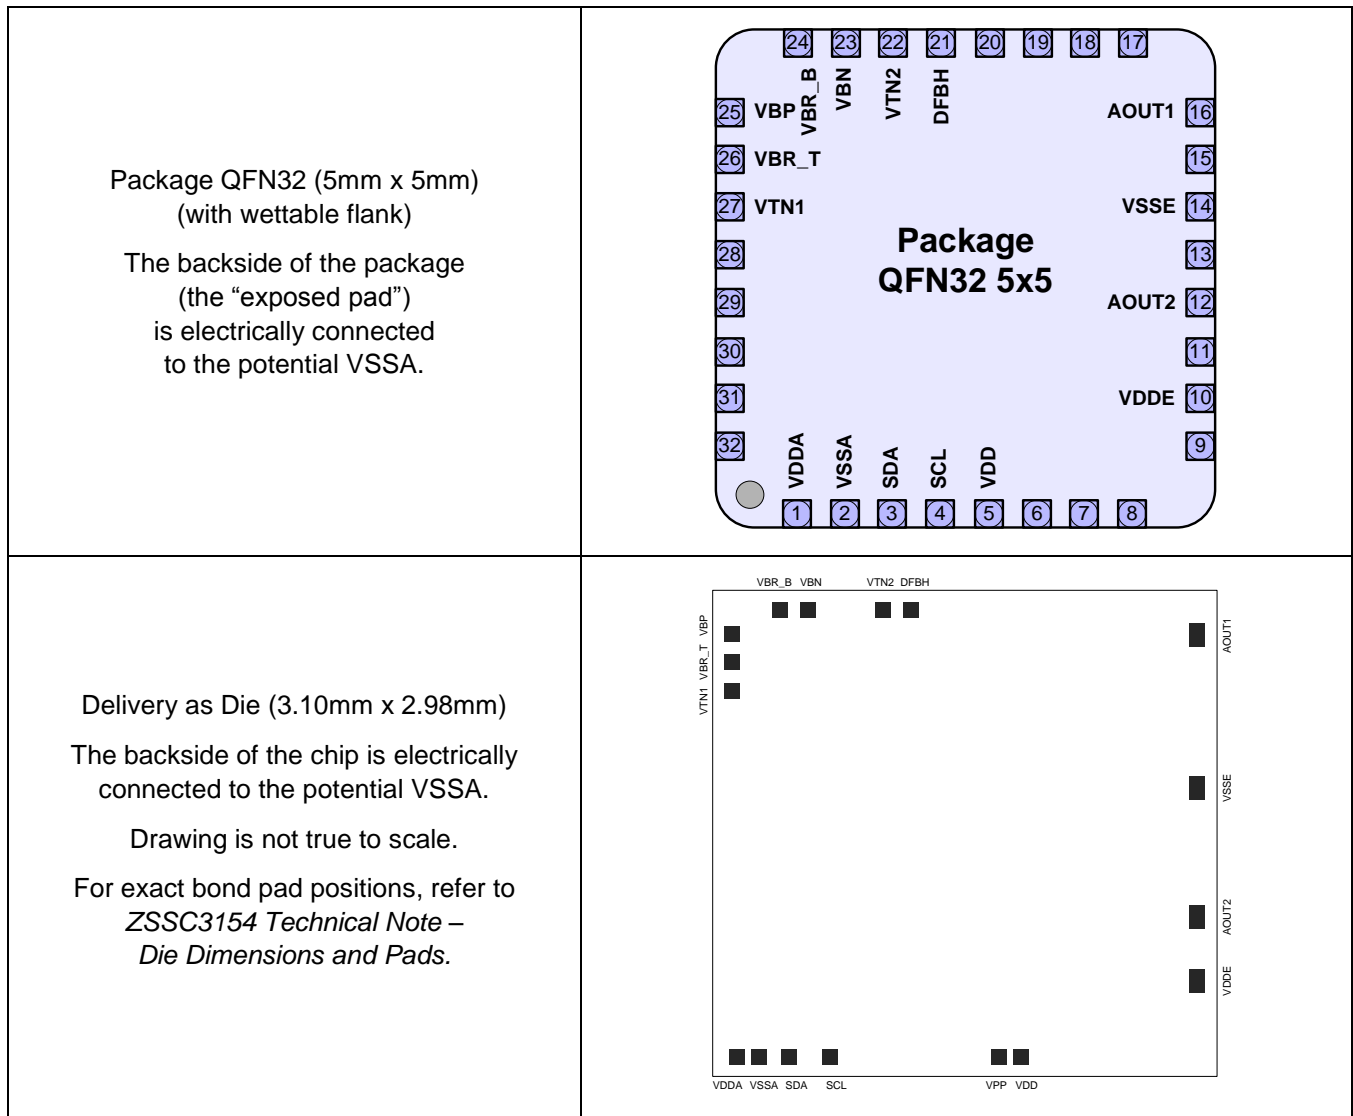 Package QFN32 (5mm x 5mm)
(with wettable flank)
The backside of the package
(the “exposed pad”)
is electrically connected
to the potential VSSA.
24 23 22 21 20 19 18 17
VBR_B VBN VTN2 DFBH
25 VBP AOUT1 16
26 VBR_T 15
27 VTN1 VSSE 14
Package
QFN32 5x5
28 13
29 AOUT2 12
30 11
31 VDDE 10
32 9
VDDA VSSA SDA SCL VDD
1 2 3 4 5 6 7 8
Delivery as Die (3.10mm x 2.98mm)
The backside of the chip is electrically
connected to the potential VSSA.
Drawing is not true to scale.
For exact bond pad positions, refer to
ZSSC3154 Technical Note –
Die Dimensions and Pads.
VBR_B VBN VTN2 DFBH
VBP
VBR_T
VTN1
AOUT1
VSSE
AOUT2
VDDE
VDDA VSSA SDA SCL VPP VDD